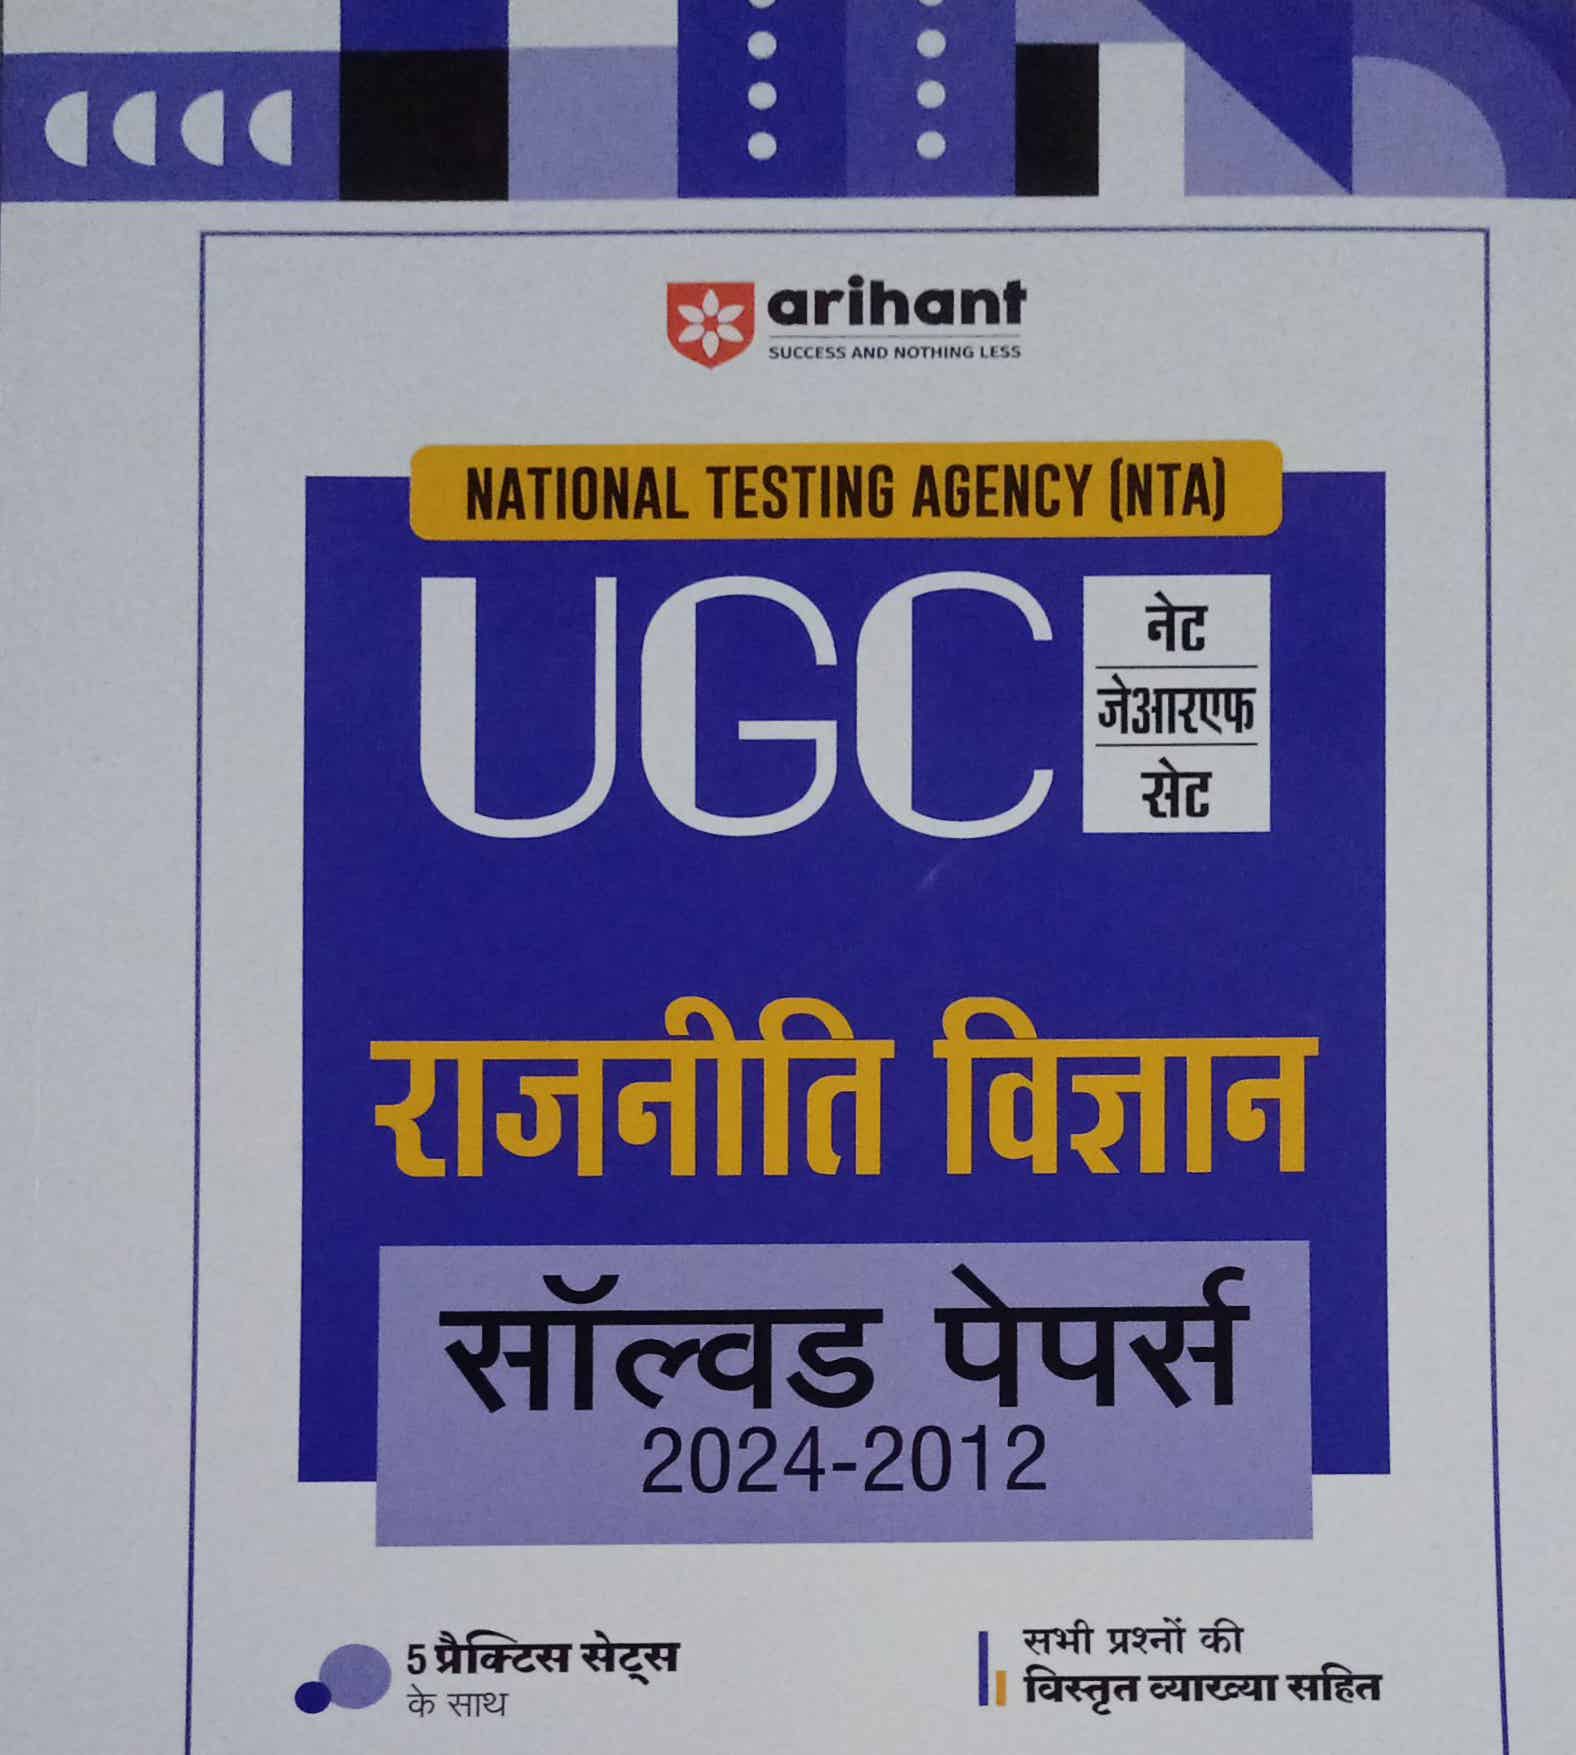 arihant
SUCCESS AND NOTHING LESS
NATIONAL TESTING AGENCY (NTA)
UGC
नेट
जेआरएफ
सेट
राजनीति विज्ञान
सॉल्वड पेपर्स
2024-2012
5 प्रैक्टिस सेट्स
के साथ
सभी प्रश्नों की
विस्तृत व्याख्या सहित